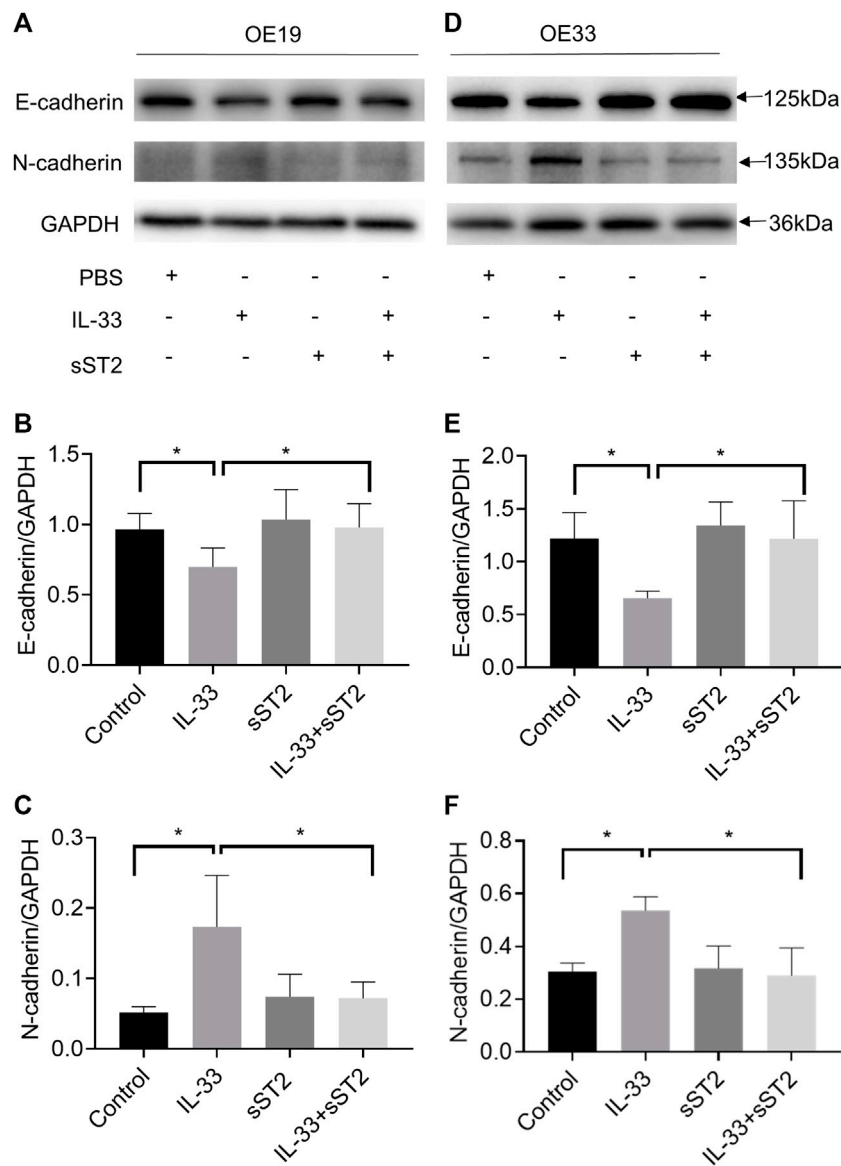 A
D
OE19
OE33
E-cadherin
125kDa
N-cadherin
135kDa
GAPDH
36kDa
PBS + - - - + - - -
IL-33 - + - + - + - +
sST2 - - + + - - + +
B
E-cadherin/GAPDH
1.5
1.0
0.5
0.0
* *
Control
IL-33
sST2
IL-33+sST2
E
E-cadherin/GAPDH
2.0
1.5
1.0
0.5
0.0
* *
Control
IL-33
sST2
IL-33+sST2
C
N-cadherin/GAPDH
0.3
0.2
0.1
0.0
* *
Control
IL-33
sST2
IL-33+sST2
F
N-cadherin/GAPDH
0.8
0.6
0.4
0.2
0.0
* *
Control
IL-33
sST2
IL-33+sST2